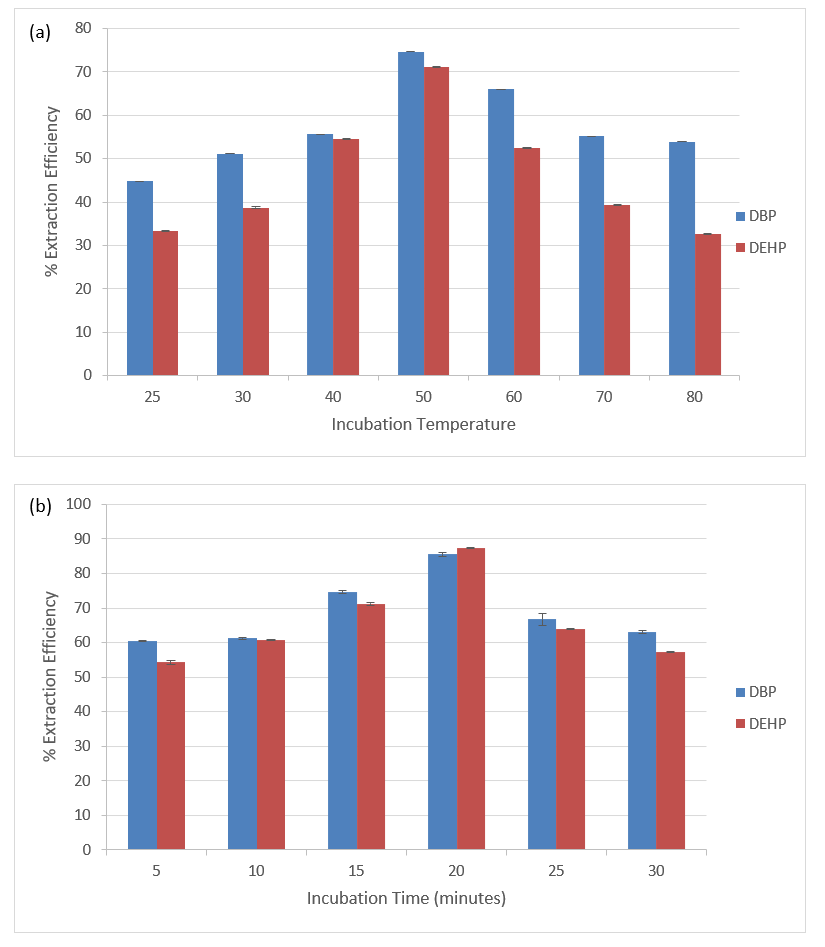 (a)
80
70
60
50
40
30
20
10
0
% Extraction Efficiency
25 30 40 50 60 70 80
Incubation Temperature
DBP
DEHP
(b)
100
90
80
70
60
50
40
30
20
10
0
% Extraction Efficiency
5 10 15 20 25 30
Incubation Time (minutes)
DBP
DEHP